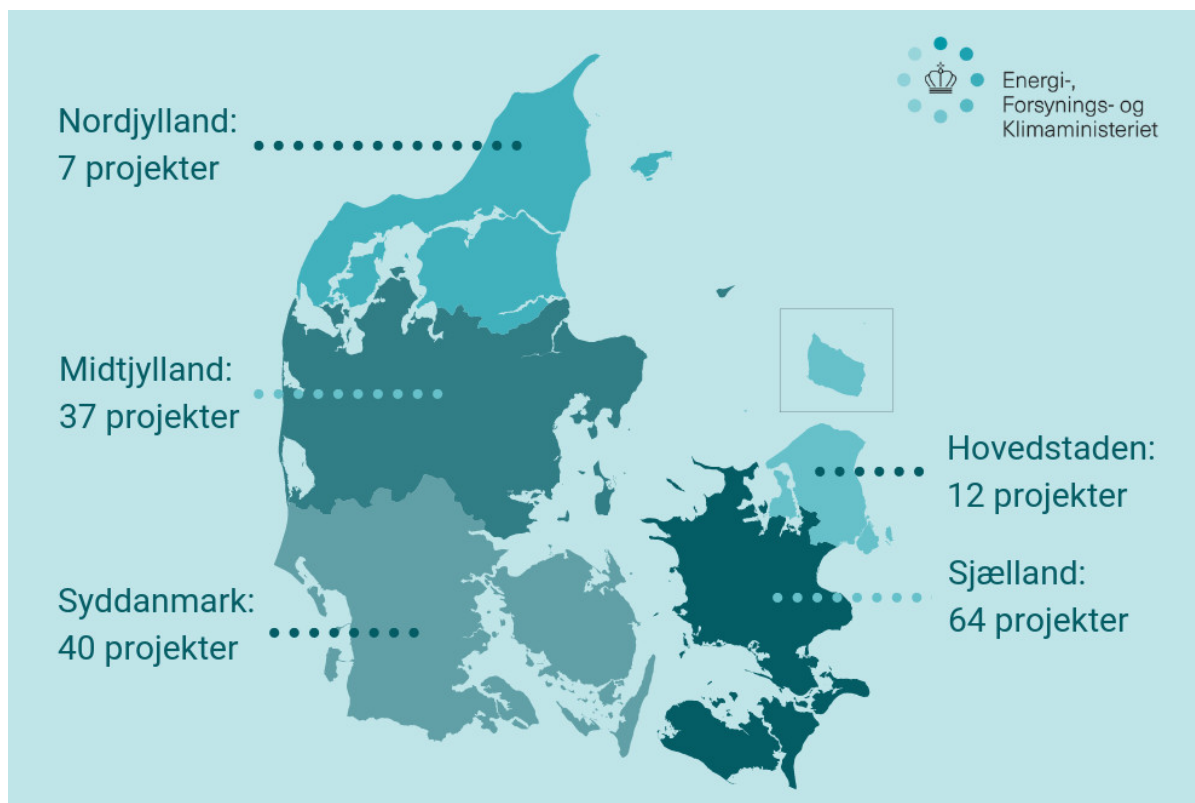 Energi-,
Forsynings- og
Klimaministeriet
Nordjylland:
7 projekter
Midtjylland:
37 projekter
Hovedstaden:
12 projekter
Syddanmark:
40 projekter
Sjælland:
64 projekter